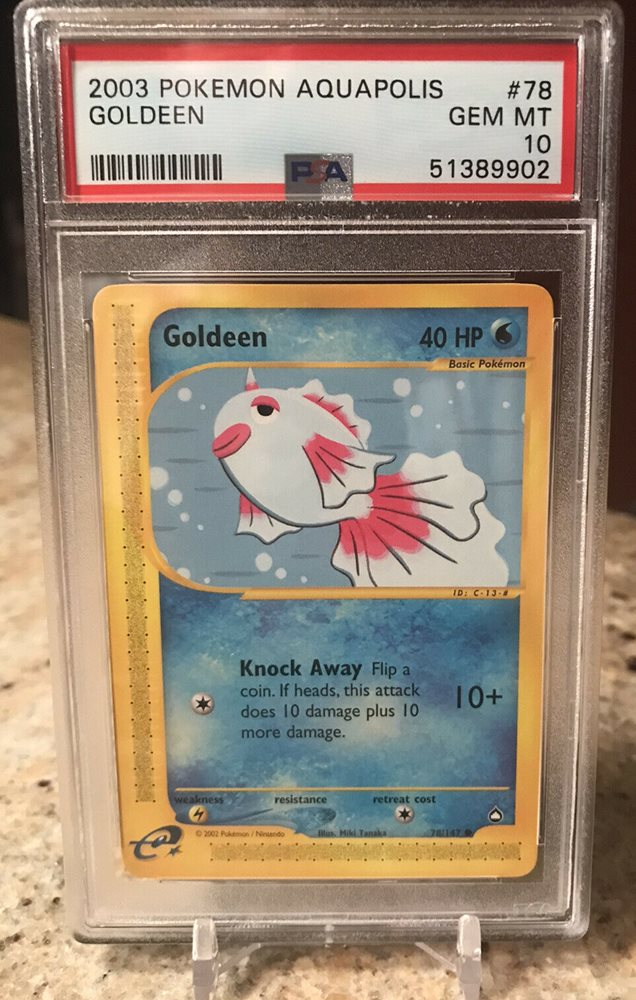 2003 POKEMON AQUAPOLIS #78
GOLDEEN GEM MT
10
PSA 51389902
Goldeen 40 HP
Basic Pokémon
ID: C-13-#
Knock Away Flip a
coin. If heads, this attack
does 10 damage plus 10
more damage.
10+
weakness resistance retreat cost
© 2002 Pokémon / Nintendo Illus. Miki Tanaka 78/147
e